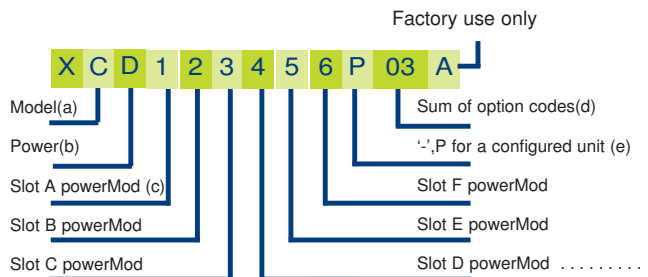 Factory use only
X C D 1 2 3 4 5 6 P 03 A
Model(a)
Sum of option codes(d)
Power(b)
‘-’,P for a configured unit (e)
Slot A powerMod (c)
Slot F powerMod
Slot B powerMod
Slot E powerMod
Slot C powerMod
Slot D powerMod . . . . . . . . .